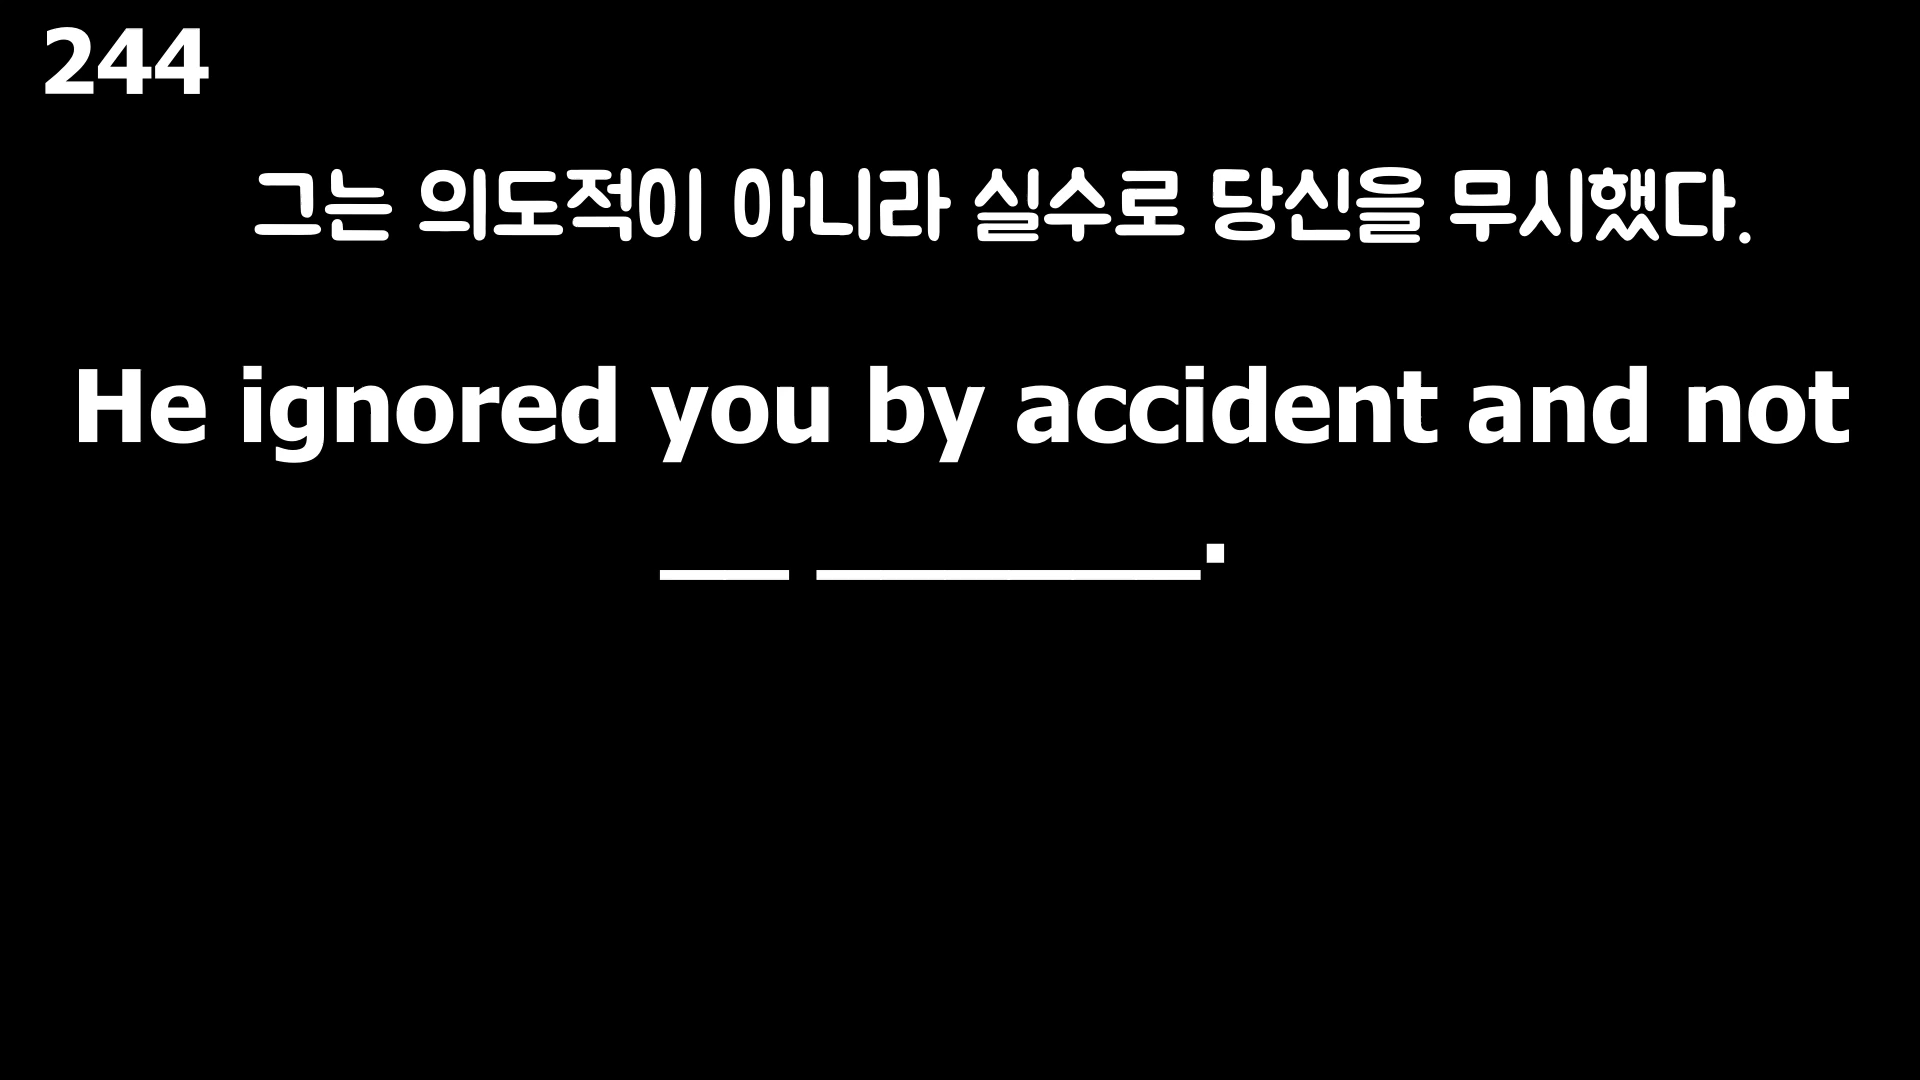 244
그는 의도적이 아니라 실수로 당신을 무시했다.
He ignored you by accident and not
__ ______.